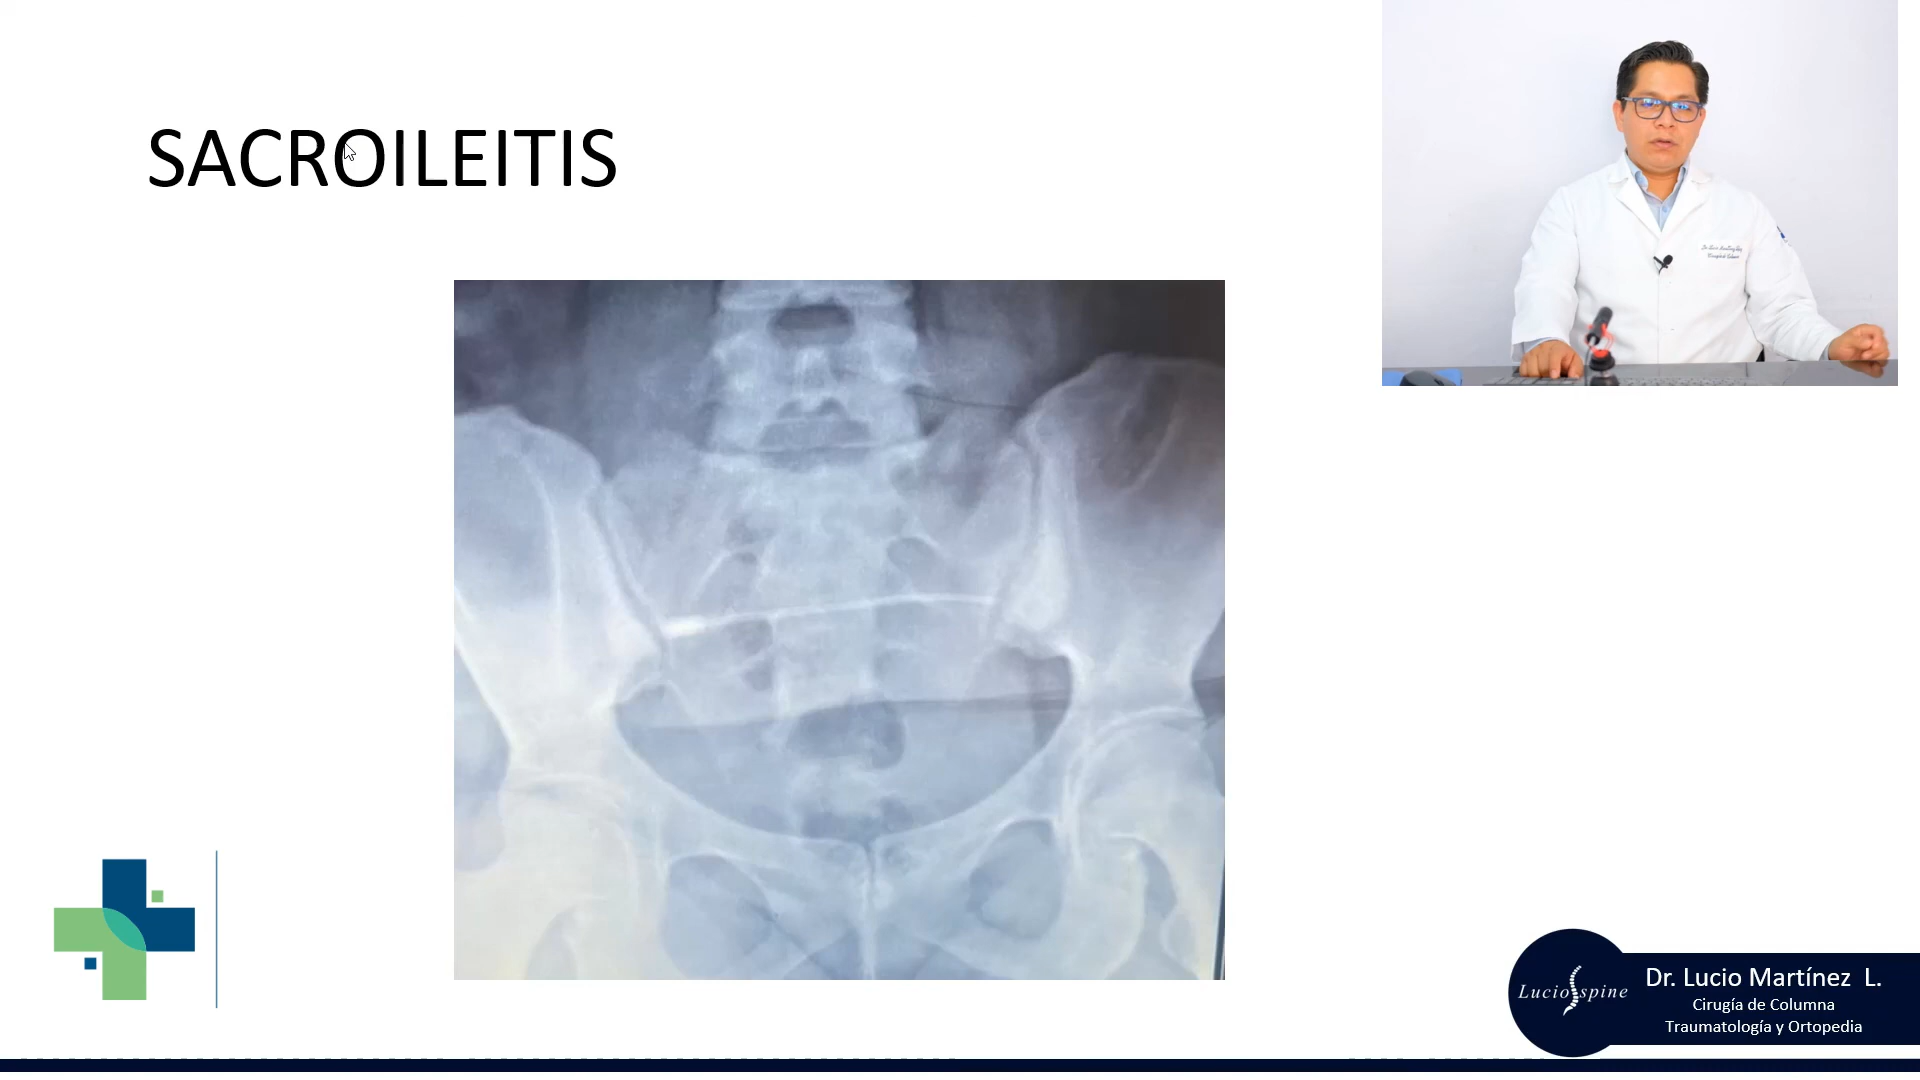 SACROILEITIS
Lucio spine
Dr. Lucio Martínez L.
Cirugía de Columna
Traumatología y Ortopedia